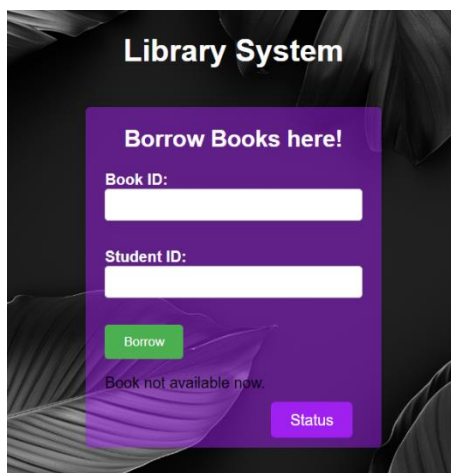 Library System
Borrow Books here!
Book ID:
Student ID:
Borrow
Book not available now.
Status